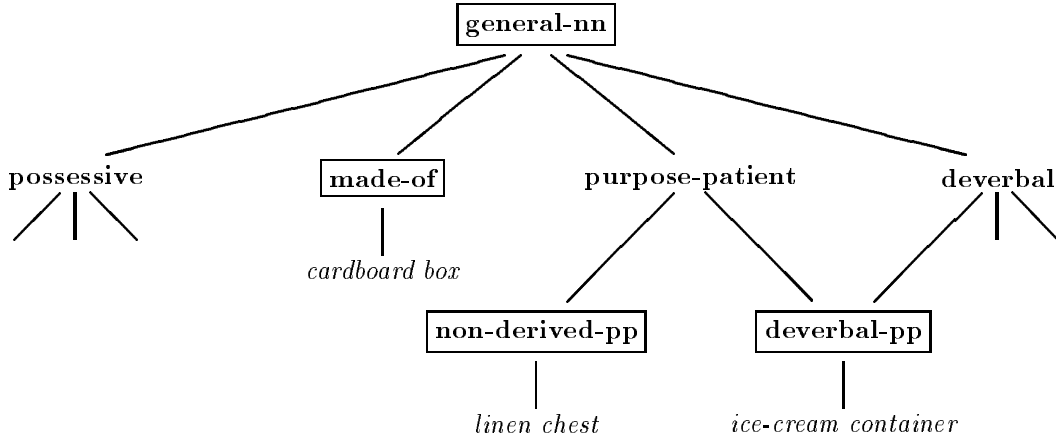 general-nn
possessive
made-of
purpose-patient
deverbal
cardboard box
non-derived-pp
deverbal-pp
linen chest
ice-cream container